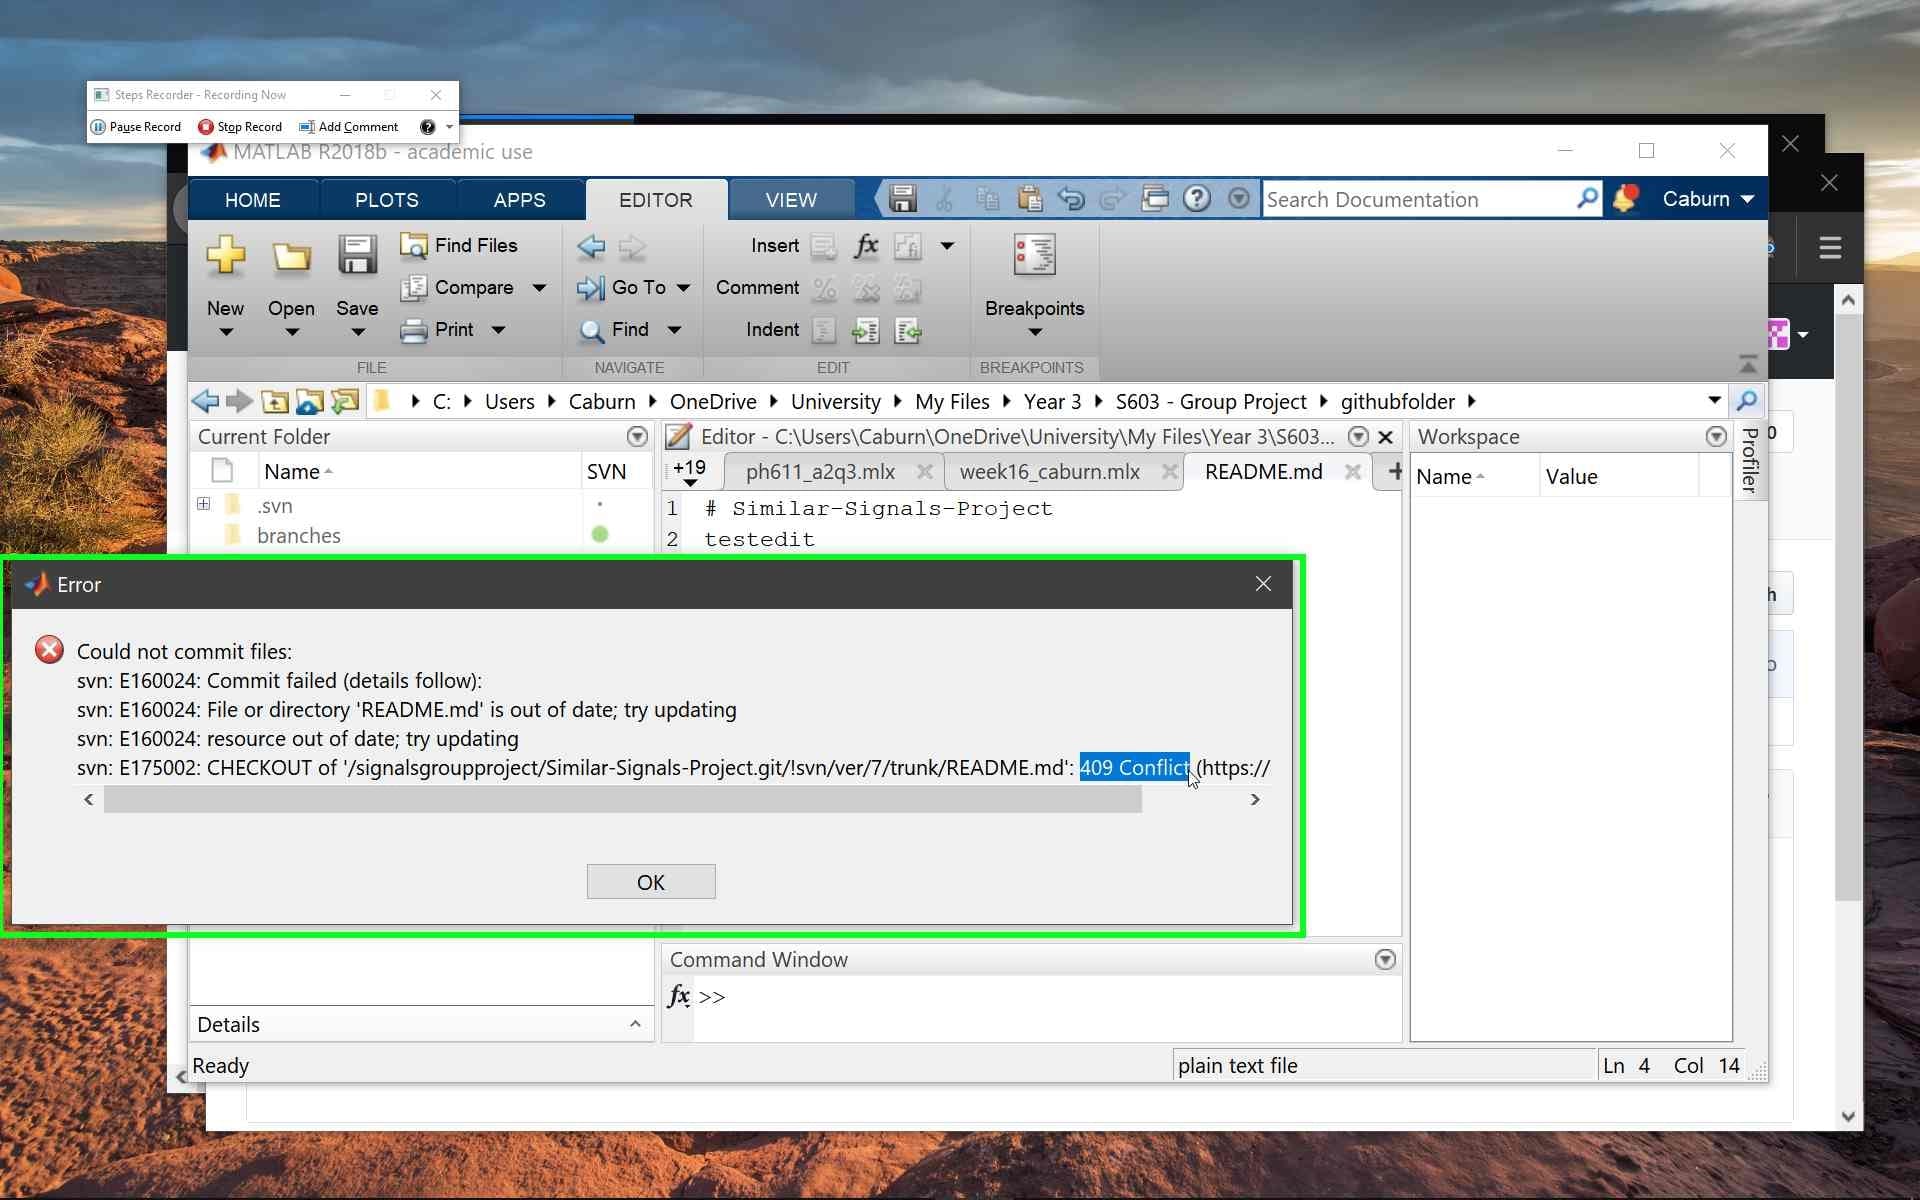 Steps Recorder - Recording Now
Pause Record Stop Record Add Comment
MATLAB R2018b - academic use
HOME PLOTS APPS EDITOR VIEW Search Documentation Caburn
New Open Save
Find Files
Compare
Print
FILE
Go To
Find
NAVIGATE
Insert fx
Comment
Indent
EDIT
Breakpoints
BREAKPOINTS
C: Users Caburn OneDrive University My Files Year 3 S603 - Group Project githubfolder
Current Folder
Name SVN
.svn
branches
Editor - C:\Users\Caburn\OneDrive\University\My Files\Year 3\S603...
+19 ph611_a2q3.mlx week16_caburn.mlx README.md +
1 # Similar-Signals-Project
2 testedit
Workspace
Name Value
Profiler
Error
Could not commit files:
svn: E160024: Commit failed (details follow):
svn: E160024: File or directory 'README.md' is out of date; try updating
svn: E160024: resource out of date; try updating
svn: E175002: CHECKOUT of '/signalsgroupproject/Similar-Signals-Project.git/!svn/ver/7/trunk/README.md': 409 Conflict (https://
OK
Command Window
fx >>
Details
Ready
plain text file
Ln 4 Col 14